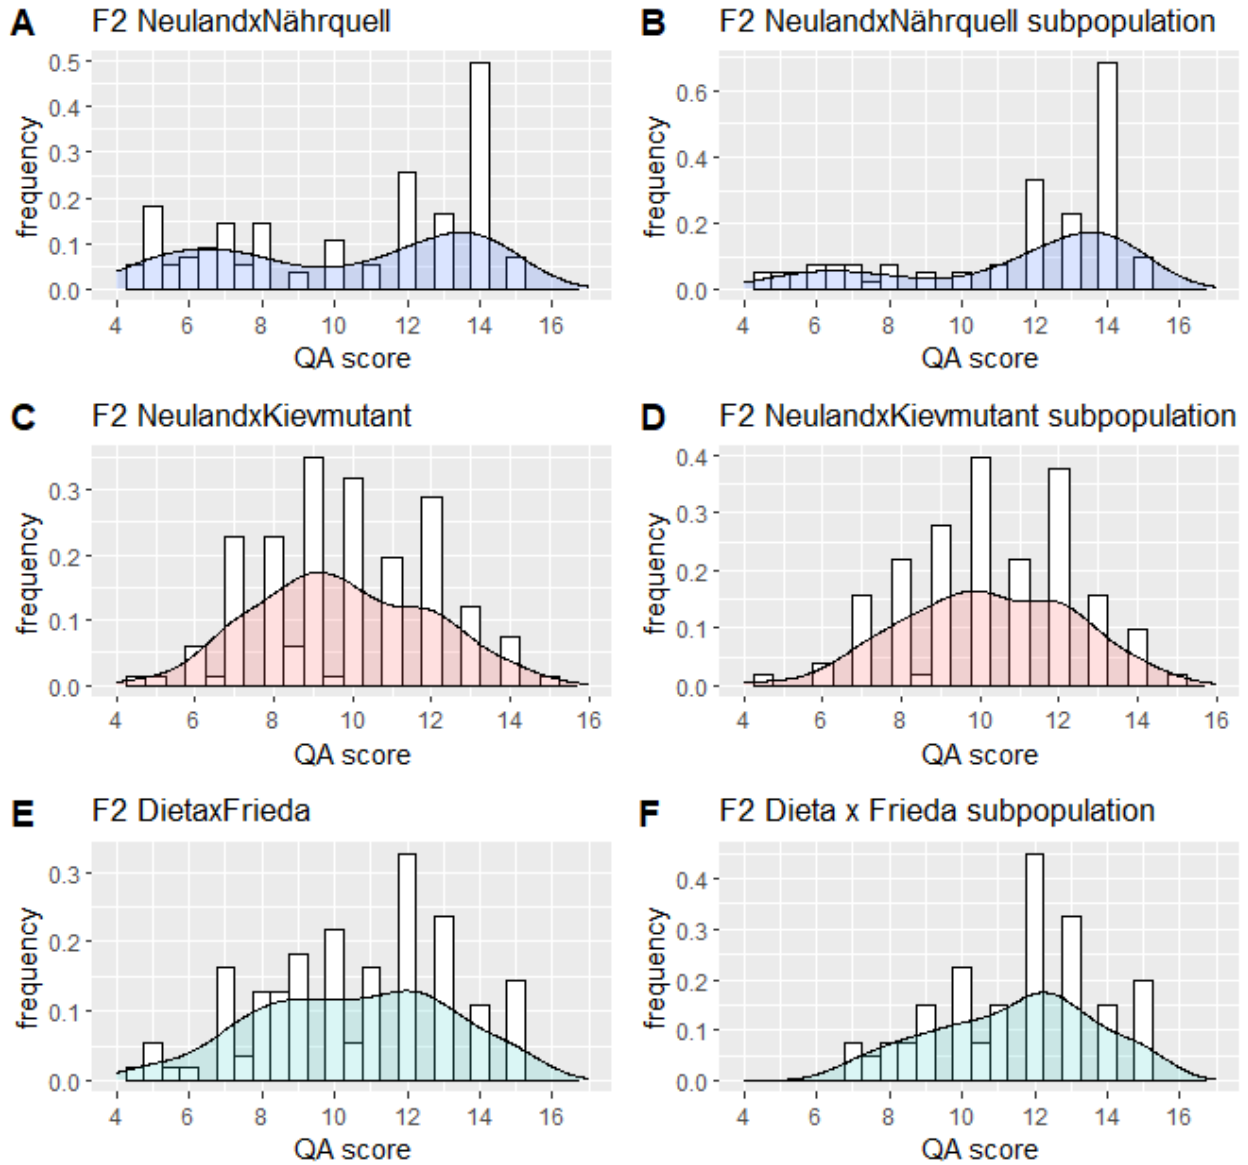 A F2 NeulandxNährquell
0.5
0.4
0.3
0.2
0.1
0.0
frequency
4 6 8 10 12 14 16
QA score
B F2 NeulandxNährquell subpopulation
0.6
0.4
0.2
0.0
frequency
4 6 8 10 12 14 16
QA score
C F2 NeulandxKievmutant
0.3
0.2
0.1
0.0
frequency
4 6 8 10 12 14 16
QA score
D F2 NeulandxKievmutant subpopulation
0.4
0.3
0.2
0.1
0.0
frequency
4 6 8 10 12 14 16
QA score
E F2 DietaxFrieda
0.3
0.2
0.1
0.0
frequency
4 6 8 10 12 14 16
QA score
F F2 Dieta x Frieda subpopulation
0.4
0.3
0.2
0.1
0.0
frequency
4 6 8 10 12 14 16
QA score